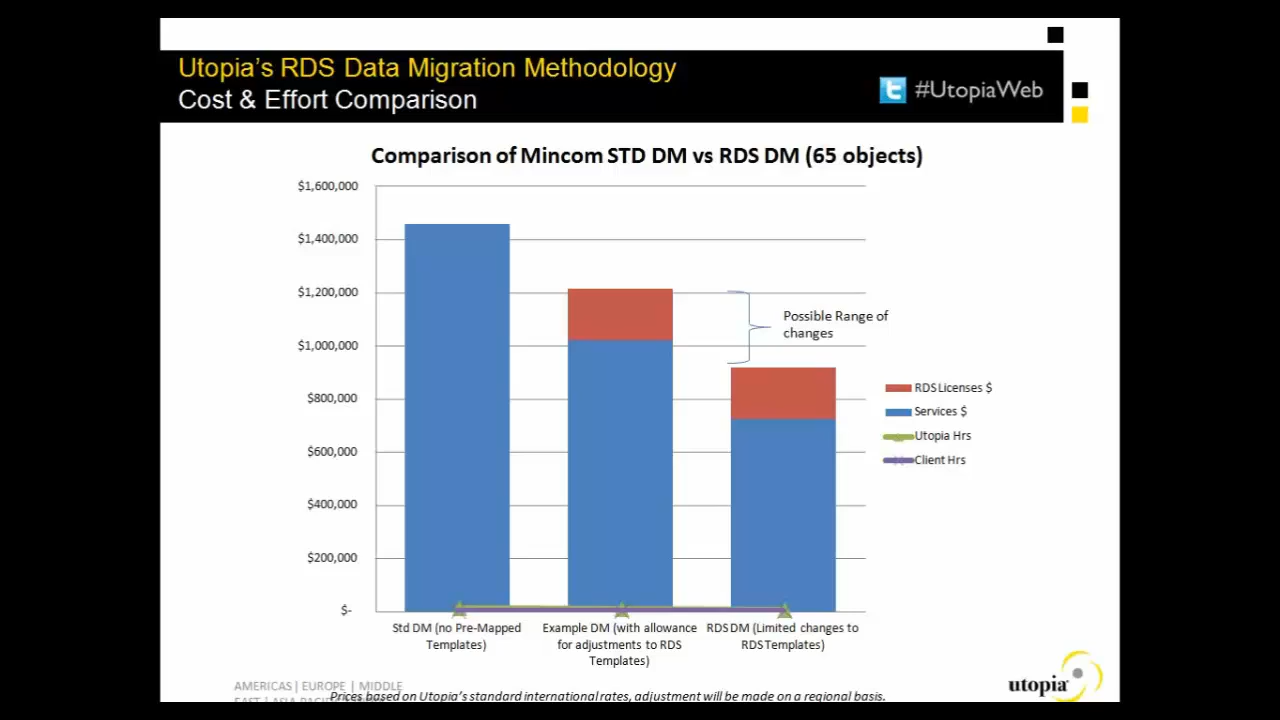 Utopia's RDS Data Migration Methodology
Cost & Effort Comparison
#UtopiaWeb
Comparison of Mincom STD DM vs RDS DM (65 objects)
$1,600,000
$1,400,000
$1,200,000
$1,000,000
$800,000
$600,000
$400,000
$200,000
$-
Possible Range of
changes
RDS Licenses $
Services $
Utopia Hrs
Client Hrs
Std DM (no Pre-Mapped
Templates)
Example DM (with allowance
for adjustments to RDS
Templates)
RDS DM (Limited changes to
RDS Templates)
AMERICAS | EUROPE | MIDDLE
EAST | ASIA PACIFIC
Prices based on Utopia's standard international rates, adjustment will be made on a regional basis.
utopia